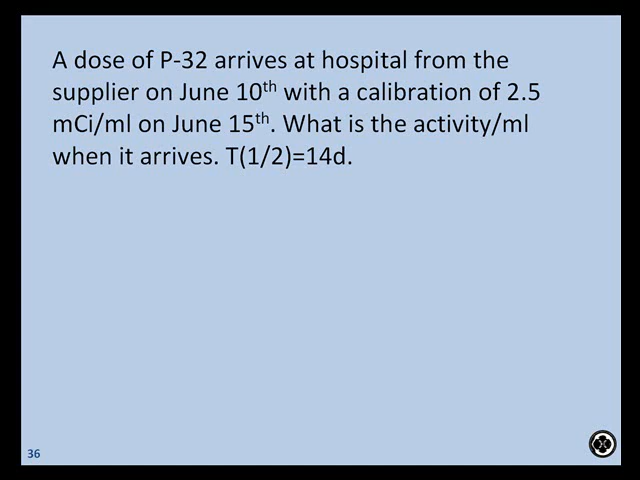 A dose of P-32 arrives at hospital from the
supplier on June 10th with a calibration of 2.5
mCi/ml on June 15th. What is the activity/ml
when it arrives. T(1/2)=14d.
36